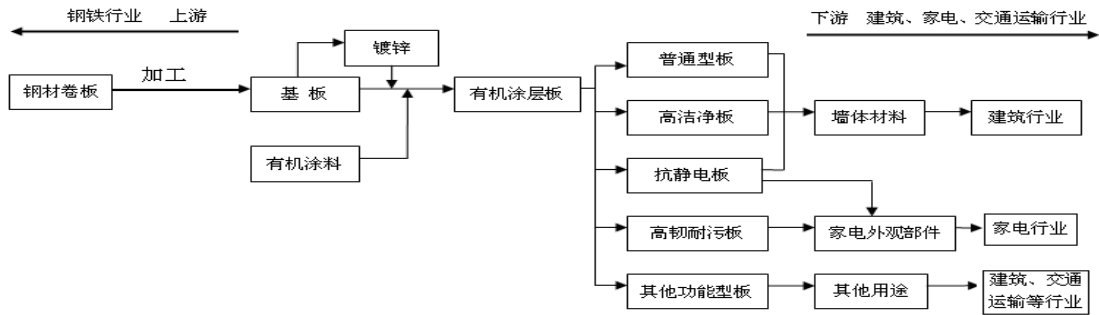 钢铁行业 上游
下游 建筑、家电、交通运输行业
钢材卷板
加工
基 板
镀锌
有机涂料
有机涂层板
普通型板
高洁净板
抗静电板
高韧耐污板
其他功能型板
墙体材料
家电外观部件
其他用途
建筑行业
家电行业
建筑、交通
运输等行业